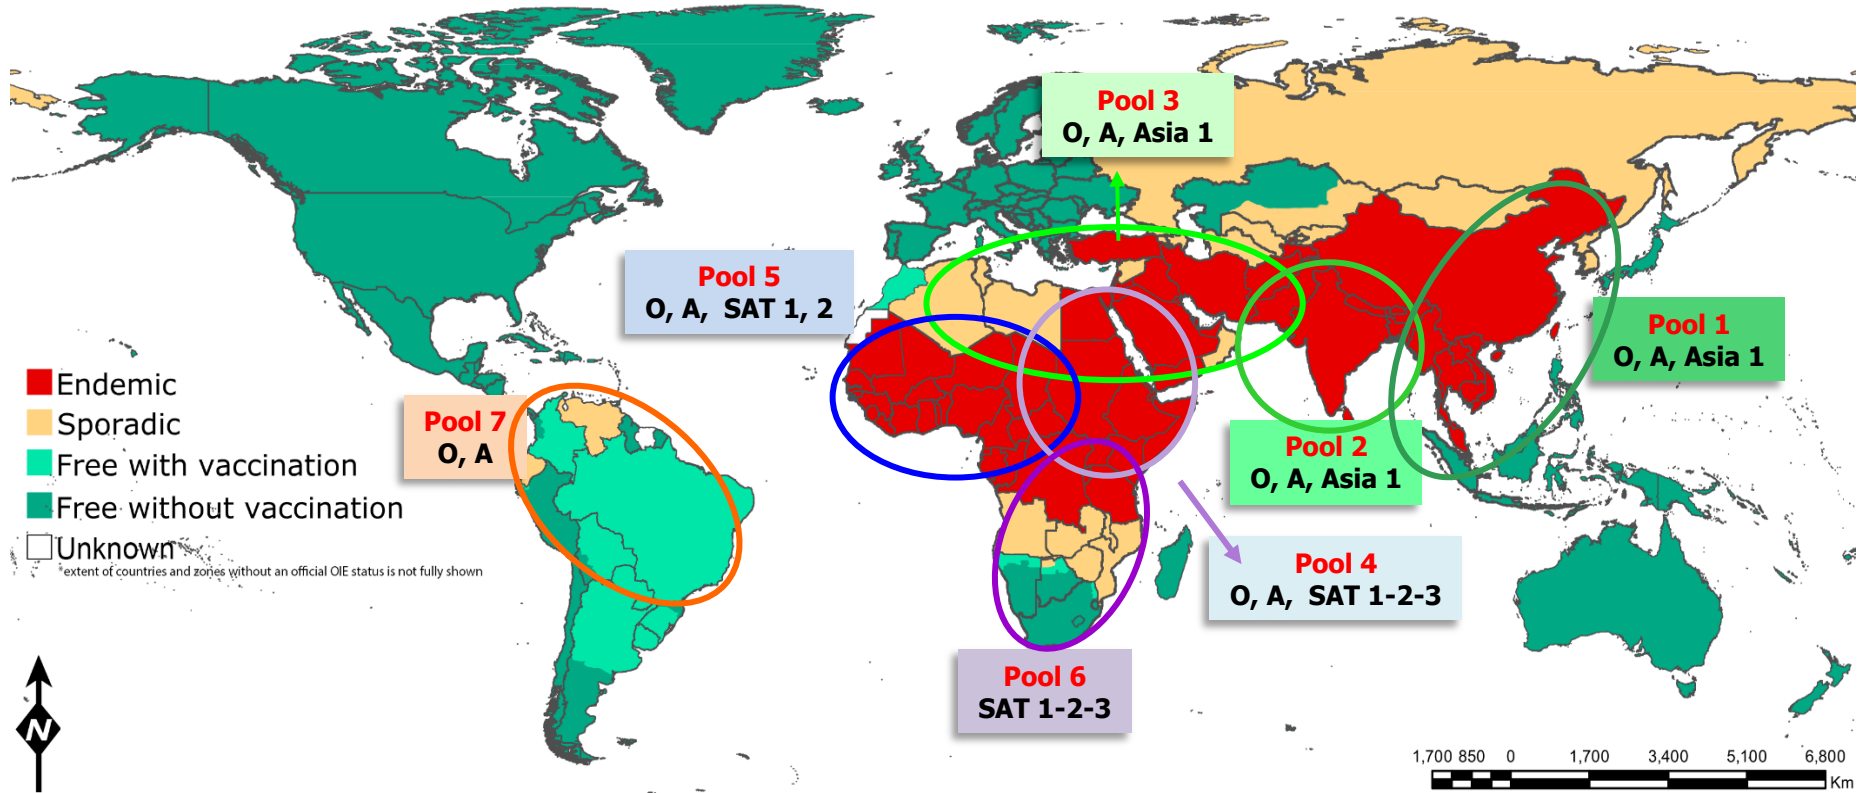 Pool 3
O, A, Asia 1
Pool 5
O, A, SAT 1, 2
Pool 1
O, A, Asia 1
Endemic
Sporadic
Free with vaccination
Free without vaccination
Unknown
*extent of countries and zones without an official OIE status is not fully shown
Pool 7
O, A
Pool 2
O, A, Asia 1
Pool 4
O, A, SAT 1-2-3
Pool 6
SAT 1-2-3
N
1,700 850 0 1,700 3,400 5,100 6,800
Km